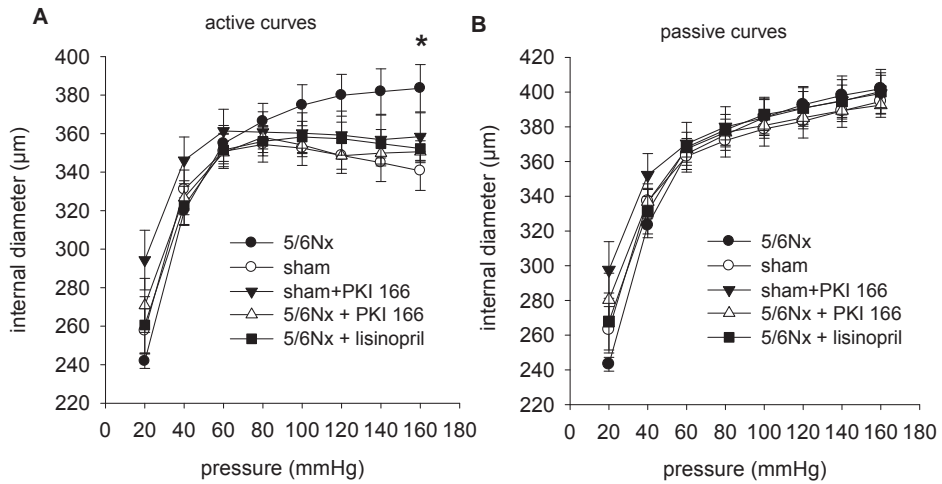 A
active curves
*
400
380
360
340
320
300
280
260
240
220
internal diameter (µm)
5/6Nx
sham
sham+PKI 166
5/6Nx + PKI 166
5/6Nx + lisinopril
0 20 40 60 80 100 120 140 160 180
pressure (mmHg)
B
passive curves
420
400
380
360
340
320
300
280
260
240
220
internal diameter (µm)
5/6Nx
sham
sham+PKI 166
5/6Nx + PKI 166
5/6Nx + lisinopril
0 20 40 60 80 100 120 140 160 180
pressure (mmHg)